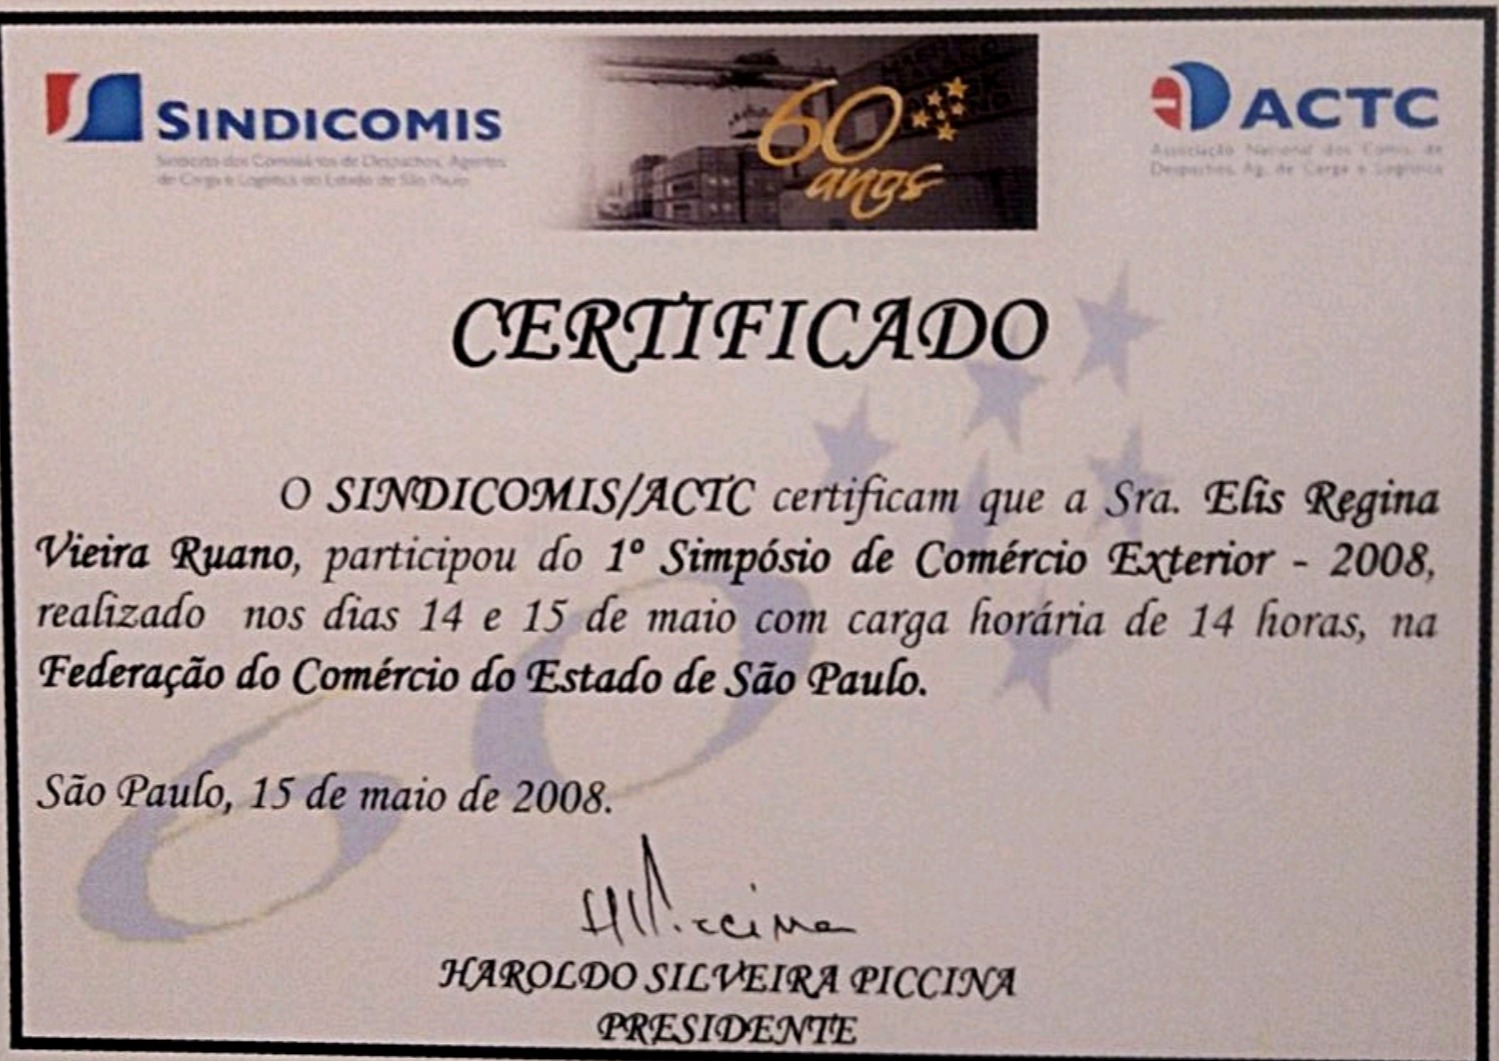 SINDICOMIS
Sindicato dos Comissários de Despachos, Agentes
de Carga e Logística do Estado de São Paulo
60
anos
ACTC
Associação Nacional dos Comis. de
Despachos, Ag. de Carga e Logística
CERTIFICADO
O SINDICOMIS/ACTC certificam que a Sra. Elis Regina
Vieira Ruano, participou do 1º Simpósio de Comércio Exterior - 2008,
realizado nos dias 14 e 15 de maio com carga horária de 14 horas, na
Federação do Comércio do Estado de São Paulo.
São Paulo, 15 de maio de 2008.
HAROLDO SILVEIRA PICCINA
PRESIDENTE